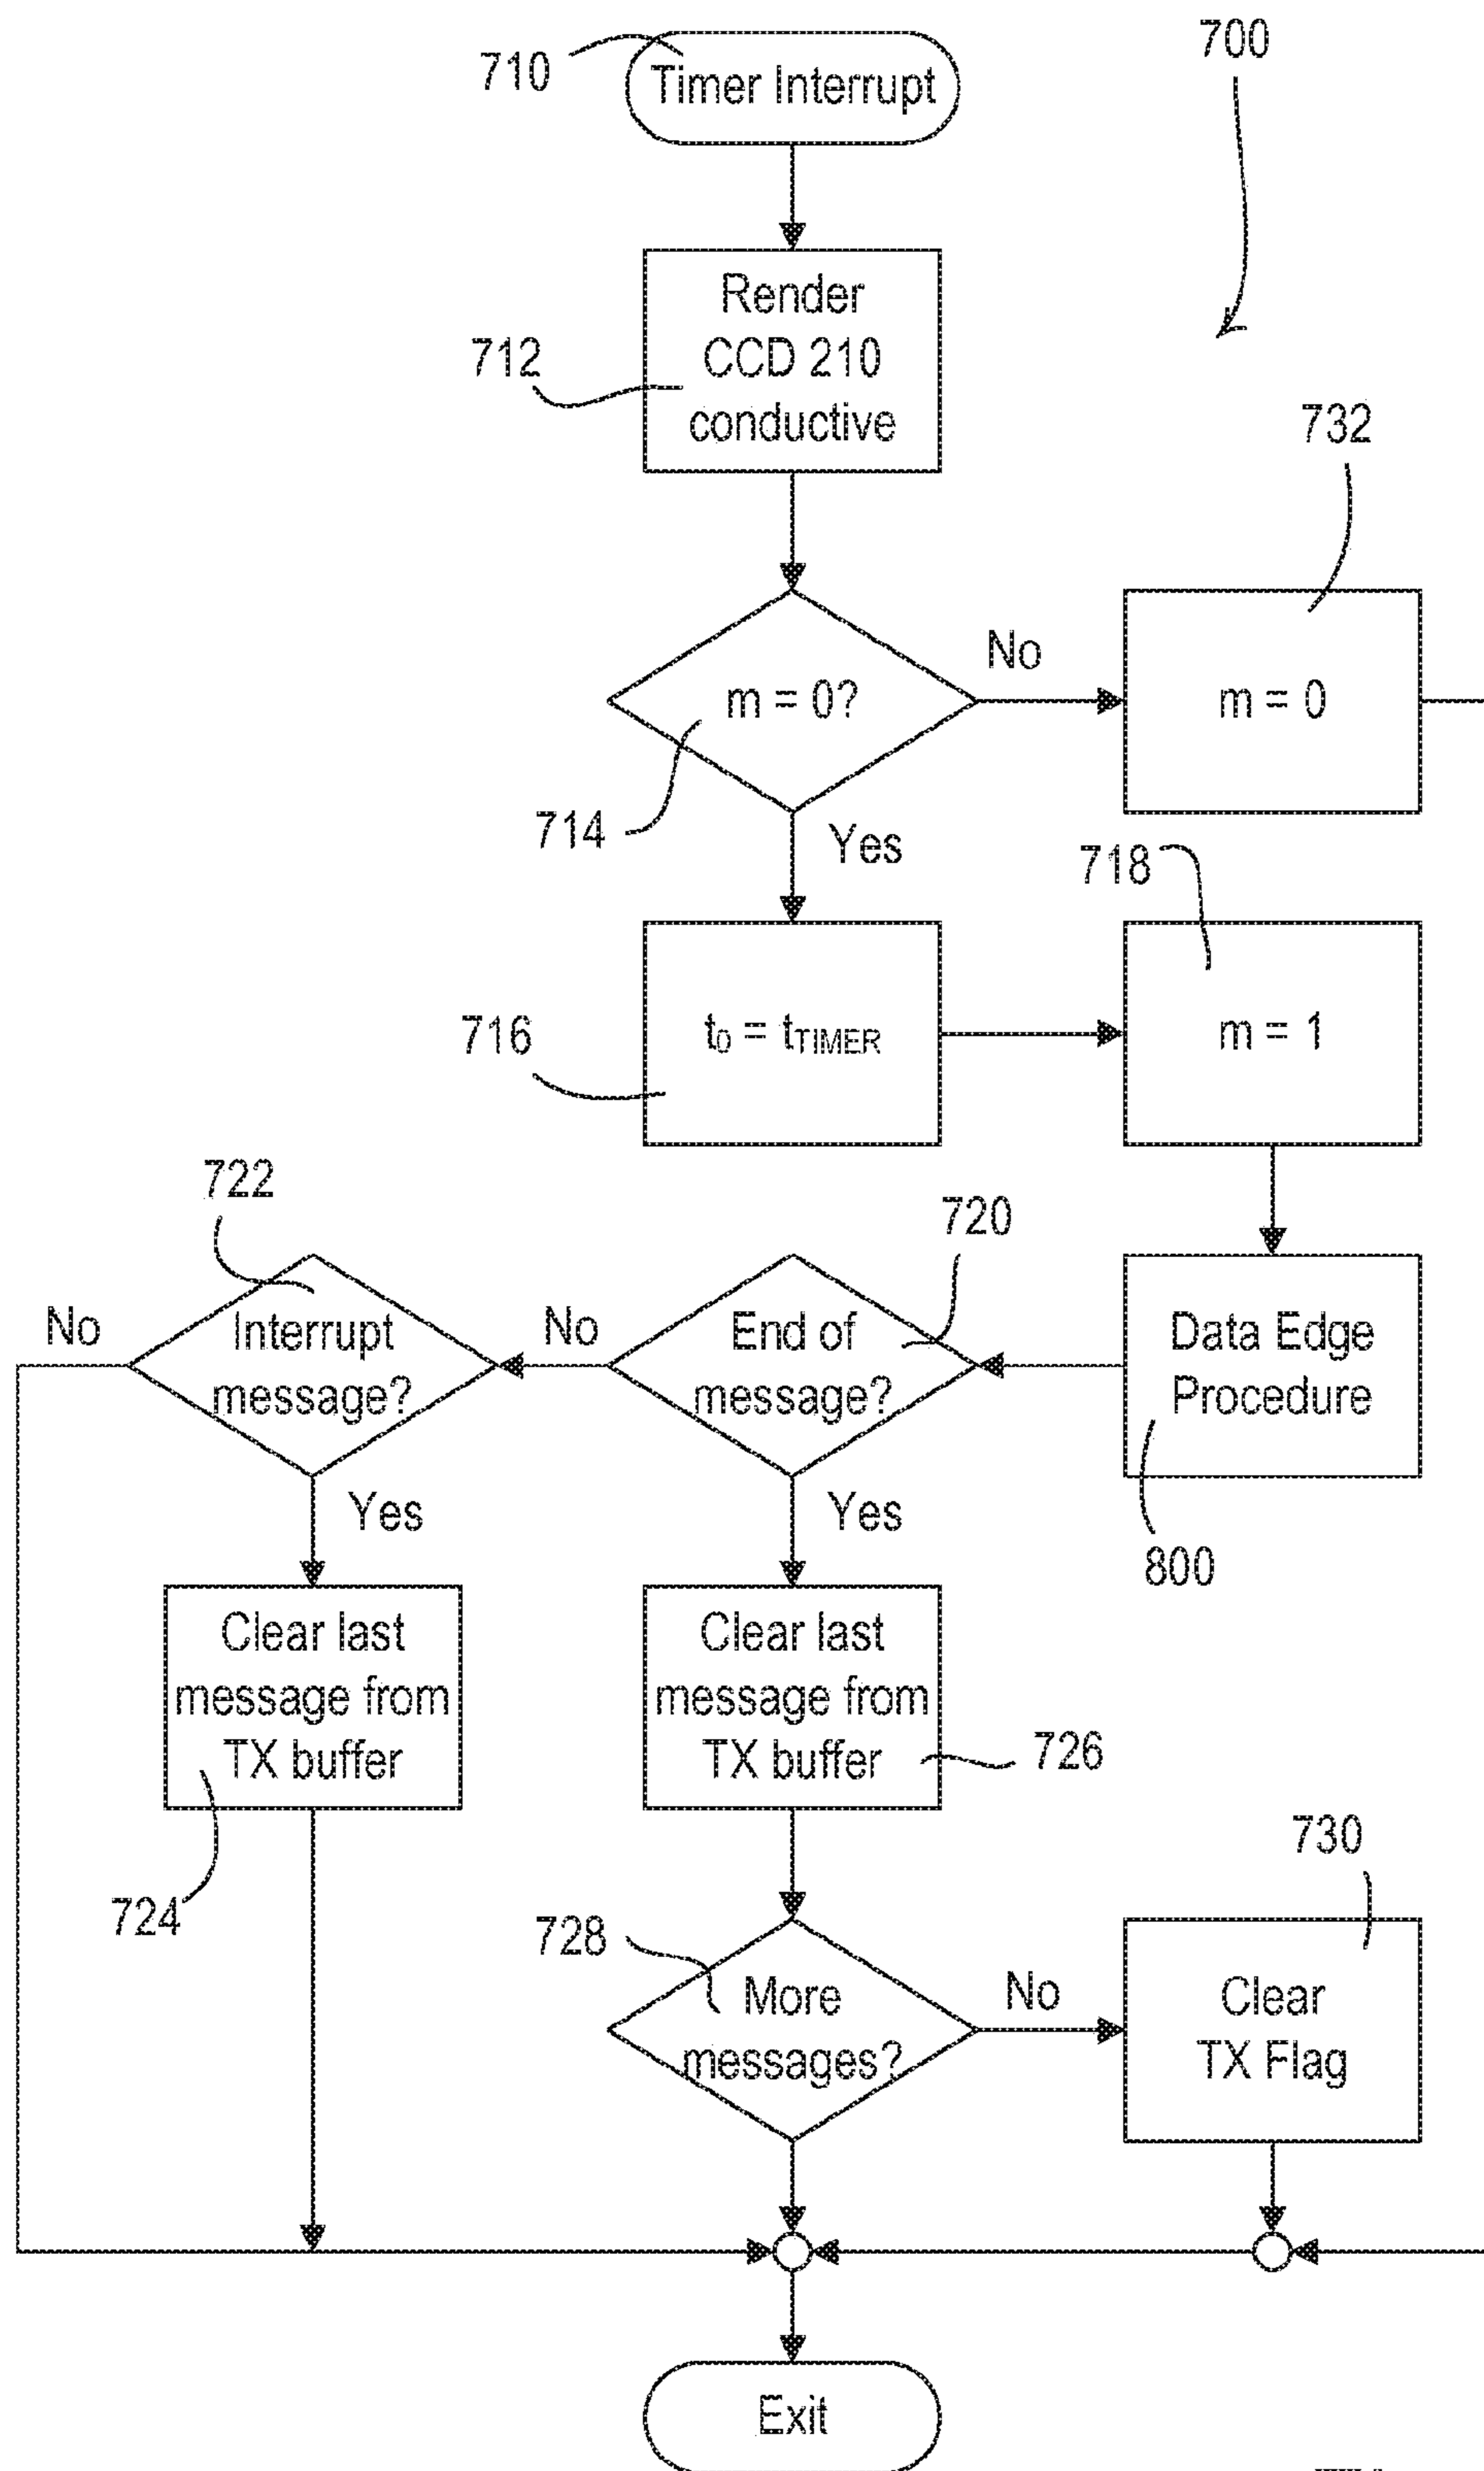 700
710
Timer Interrupt
712
Render
CCD 210
conductive
732
m = 0?
No
m = 0
714
Yes
718
716
t₀ = tTIMER
m = 1
722
720
No
Interrupt
message?
No
End of
message?
Data Edge
Procedure
Yes
Yes
800
Clear last
message from
TX buffer
Clear last
message from
TX buffer
726
724
730
728
More
messages?
No
Clear
TX Flag
Exit